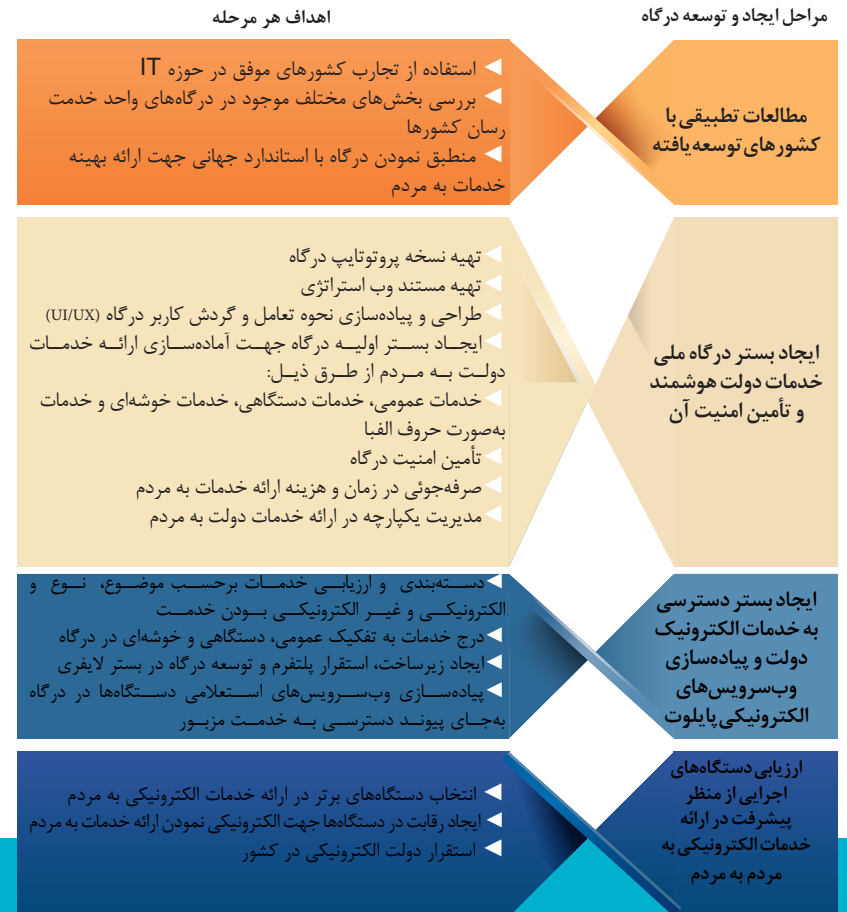 مراحل ایجاد و توسعه درگاه
اهداف هر مرحله
مطالعات تطبیقی با
کشورهای توسعه یافته
استفاده از تجارب کشورهای موفق در حوزه IT
بررسی بخش‌های مختلف موجود در درگاه‌های واحد خدمت
رسان کشورها
منطبق نمودن درگاه با استاندارد جهانی جهت ارائه بهینه
خدمات به مردم
ایجاد بستر درگاه ملی
خدمات دولت هوشمند
و تأمین امنیت آن
تهیه نسخه پروتوتایپ درگاه
تهیه مستند وب استراتژی
طراحی و پیاده‌سازی نحوه تعامل و گردش کاربر درگاه (UI/UX)
ایجاد بستر اولیه درگاه جهت آماده‌سازی ارائه خدمات
دولت به مردم از طرق ذیل:
خدمات عمومی، خدمات دستگاهی، خدمات خوشه‌ای و خدمات
به‌صورت حروف الفبا
تأمین امنیت درگاه
صرفه‌جوئی در زمان و هزینه ارائه خدمات به مردم
مدیریت یکپارچه در ارائه خدمات دولت به مردم
ایجاد بستر دسترسی
به خدمات الکترونیک
دولت و پیاده‌سازی
وب‌سرویس‌های
الکترونیکی پایلوت
دسته‌بندی و ارزیابی خدمات برحسب موضوع، نوع و
الکترونیکی و غیر الکترونیکی بودن خدمت
درج خدمات به تفکیک عمومی، دستگاهی و خوشه‌ای در درگاه
ایجاد زیرساخت، استقرار پلتفرم و توسعه درگاه در بستر لایفری
پیاده‌سازی وب‌سرویس‌های استعلامی دستگاه‌ها در درگاه
به‌جای پیوند دسترسی به خدمت مزبور
ارزیابی دستگاه‌های
اجرایی از منظر
پیشرفت در ارائه
خدمات الکترونیکی به
مردم به مردم
انتخاب دستگاه‌های برتر در ارائه خدمات الکترونیکی به مردم
ایجاد رقابت در دستگاه‌ها جهت الکترونیکی نمودن ارائه خدمات به مردم
استقرار دولت الکترونیکی در کشور